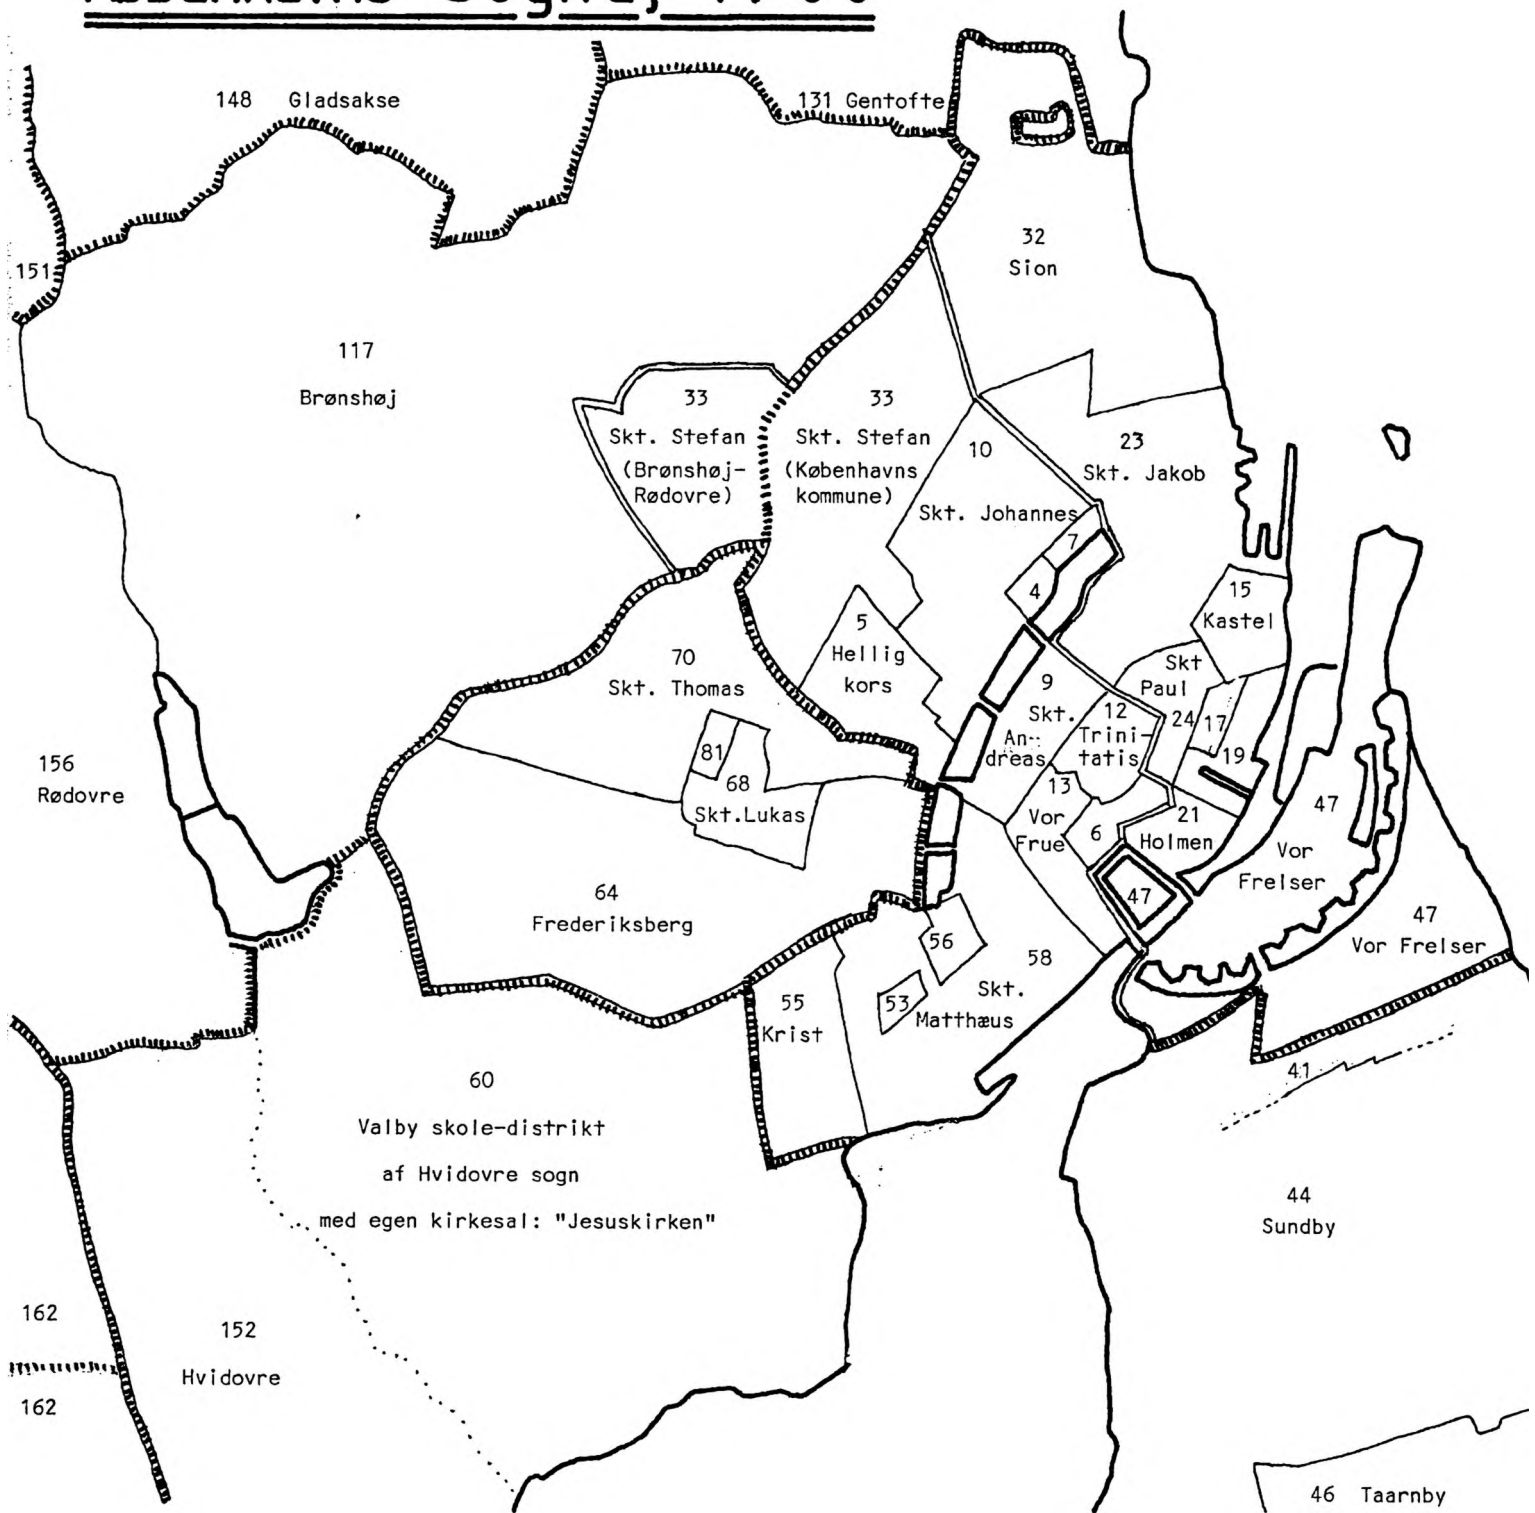 148 Gladsakse
131 Gentofte
32
Sion
151
117
Brønshøj
33
Skt. Stefan
(Brønshøj-
Rødovre)
33
Skt. Stefan
(Københavns
kommune)
10
Skt. Johannes
23
Skt. Jakob
7
4
15
Kastel
5
Hellig
kors
70
Skt. Thomas
9
Skt.
An-
dreas
Skt
Paul
12
Trini-
tatis
24
17
19
81
68
Skt.Lukas
13
Vor
Frue
6
21
Holmen
47
47
Vor
Frelser
156
Rødovre
64
Frederiksberg
47
Vor Frelser
56
58
Skt.
Matthæus
53
55
Krist
60
Valby skole-distrikt
af Hvidovre sogn
med egen kirkesal: "Jesuskirken"
41
44
Sundby
162
152
Hvidovre
162
46 Taarnby